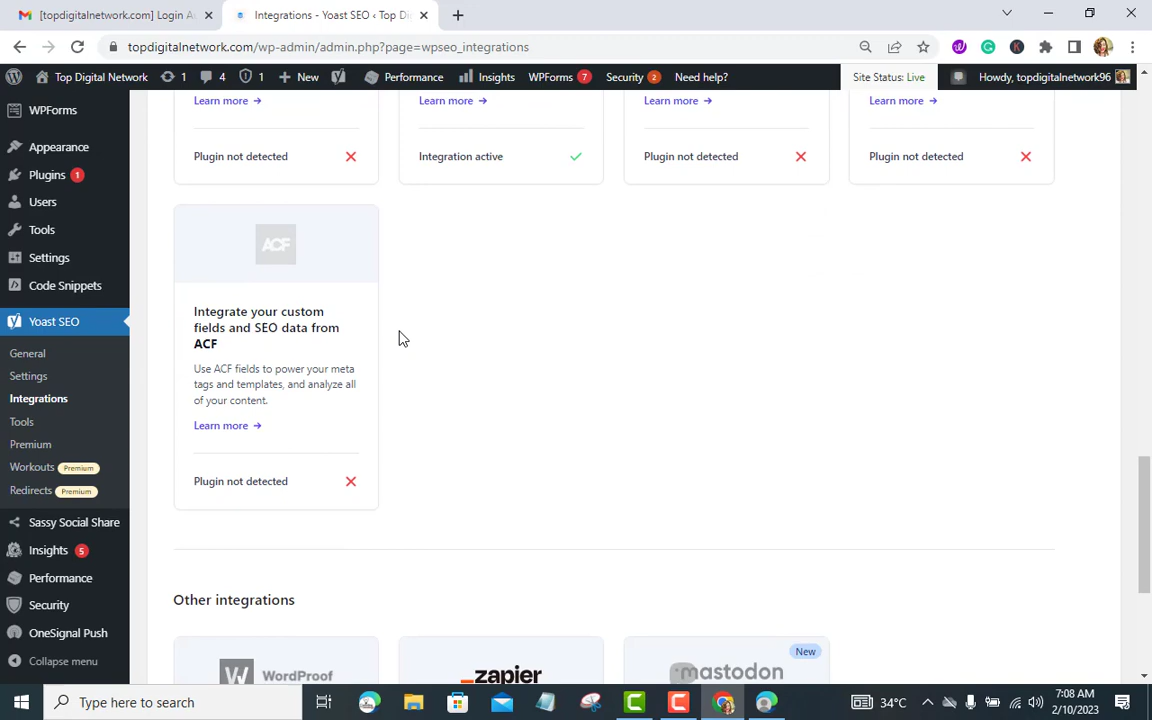 [topdigitalnetwork.com] Login A
Integrations - Yoast SEO ‹ Top Di
topdigitalnetwork.com/wp-admin/admin.php?page=wpseo_integrations
Top Digital Network 1 4 1 New Performance Insights WPForms 7 Security 2 Need help? Site Status: Live Howdy, topdigitalnetwork96
WPForms
Appearance
Plugins 1
Users
Tools
Settings
Code Snippets
Yoast SEO
General
Settings
Integrations
Tools
Premium
Workouts Premium
Redirects Premium
Sassy Social Share
Insights 5
Performance
Security
OneSignal Push
Collapse menu
Learn more → Learn more → Learn more → Learn more →
Plugin not detected Integration active Plugin not detected Plugin not detected
ACF
Integrate your custom
fields and SEO data from
ACF
Use ACF fields to power your meta
tags and templates, and analyze all
of your content.
Learn more →
Plugin not detected
Other integrations
WordProof
zapier
New
mastodon
Type here to search
34°C
7:08 AM
2/10/2023